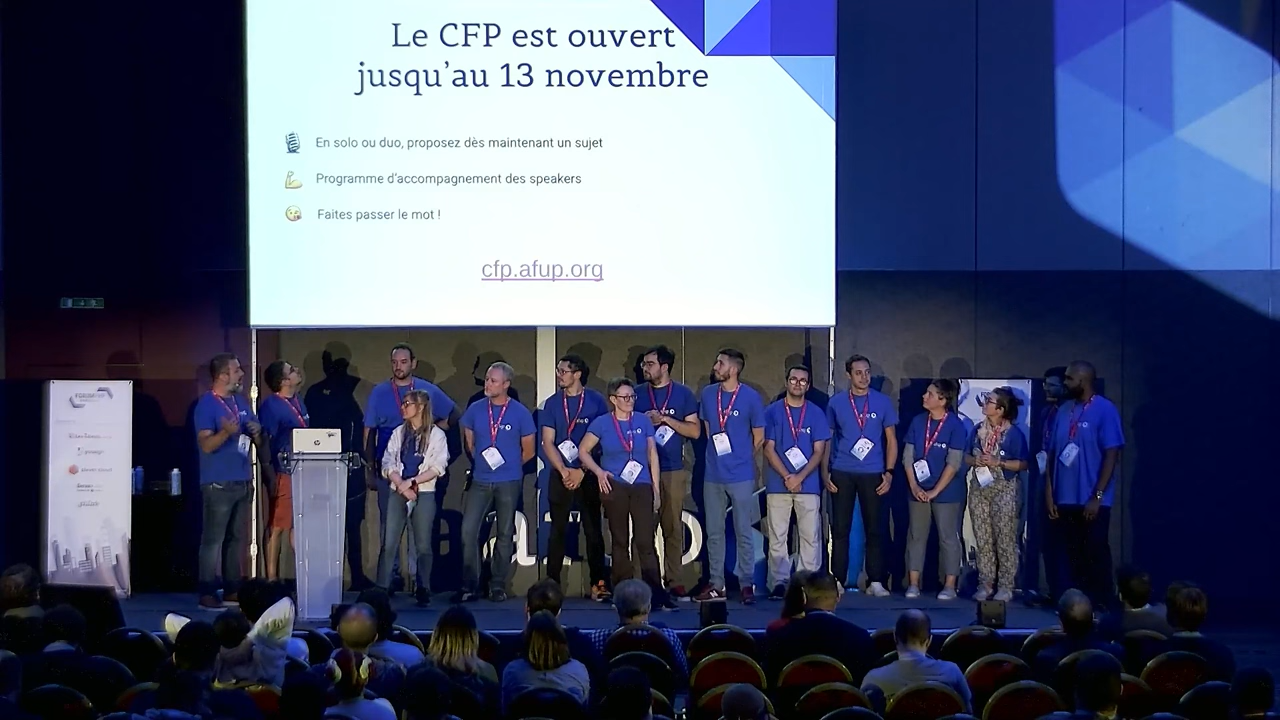 Le CFP est ouvert
jusqu'au 13 novembre
En solo ou duo, proposez dès maintenant un sujet
Programme d'accompagnement des speakers
Faites passer le mot !
cfp.afup.org
hp